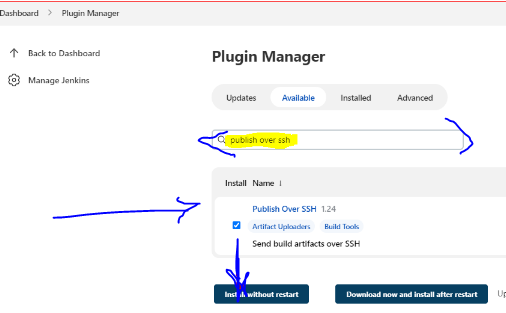 Dashboard > Plugin Manager
Back to Dashboard
Manage Jenkins
Plugin Manager
Updates Available Installed Advanced
publish over ssh
Install Name ↓
Publish Over SSH 1.24
Artifact Uploaders Build Tools
Send build artifacts over SSH
Install without restart Download now and install after restart Up